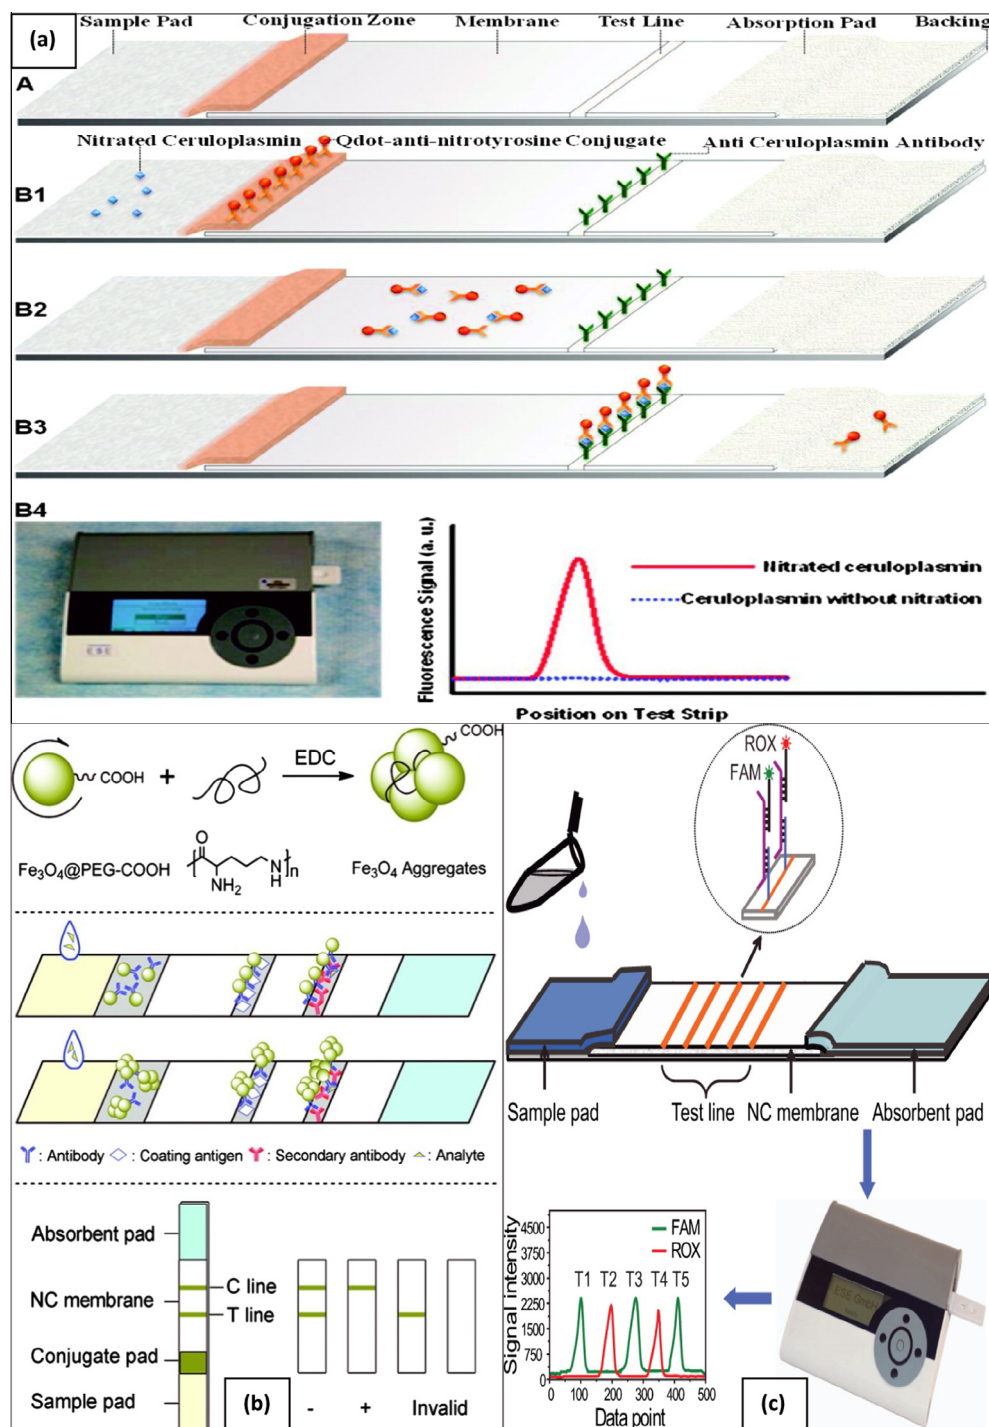 (a)
Sample Pad Conjugation Zone Membrane Test Line Absorption Pad Backing
A
Nitrated Ceruloplasmin Qdot-anti-nitrotyrosine Conjugate Anti Ceruloplasmin Antibody
B1
B2
B3
B4
ESE
Fluorescence Signal (a. u.)
Nitrated ceruloplasmin
Ceruloplasmin without nitration
Position on Test Strip
COOH + EDC COOH
Fe₃O₄@PEG-COOH
O
H
N
n
NH₂
Fe₃O₄ Aggregates
: Antibody : Coating antigen : Secondary antibody : Analyte
Absorbent pad
NC membrane
C line
T line
Conjugate pad
Sample pad
- + Invalid
(b)
ROX
FAM
Sample pad Test line NC membrane Absorbent pad
Signal intensity
4500
3750
3000
2250
1500
750
0
FAM
ROX
T1 T2 T3 T4 T5
0 100 200 300 400 500
Data point
ESE GmbH
(c)